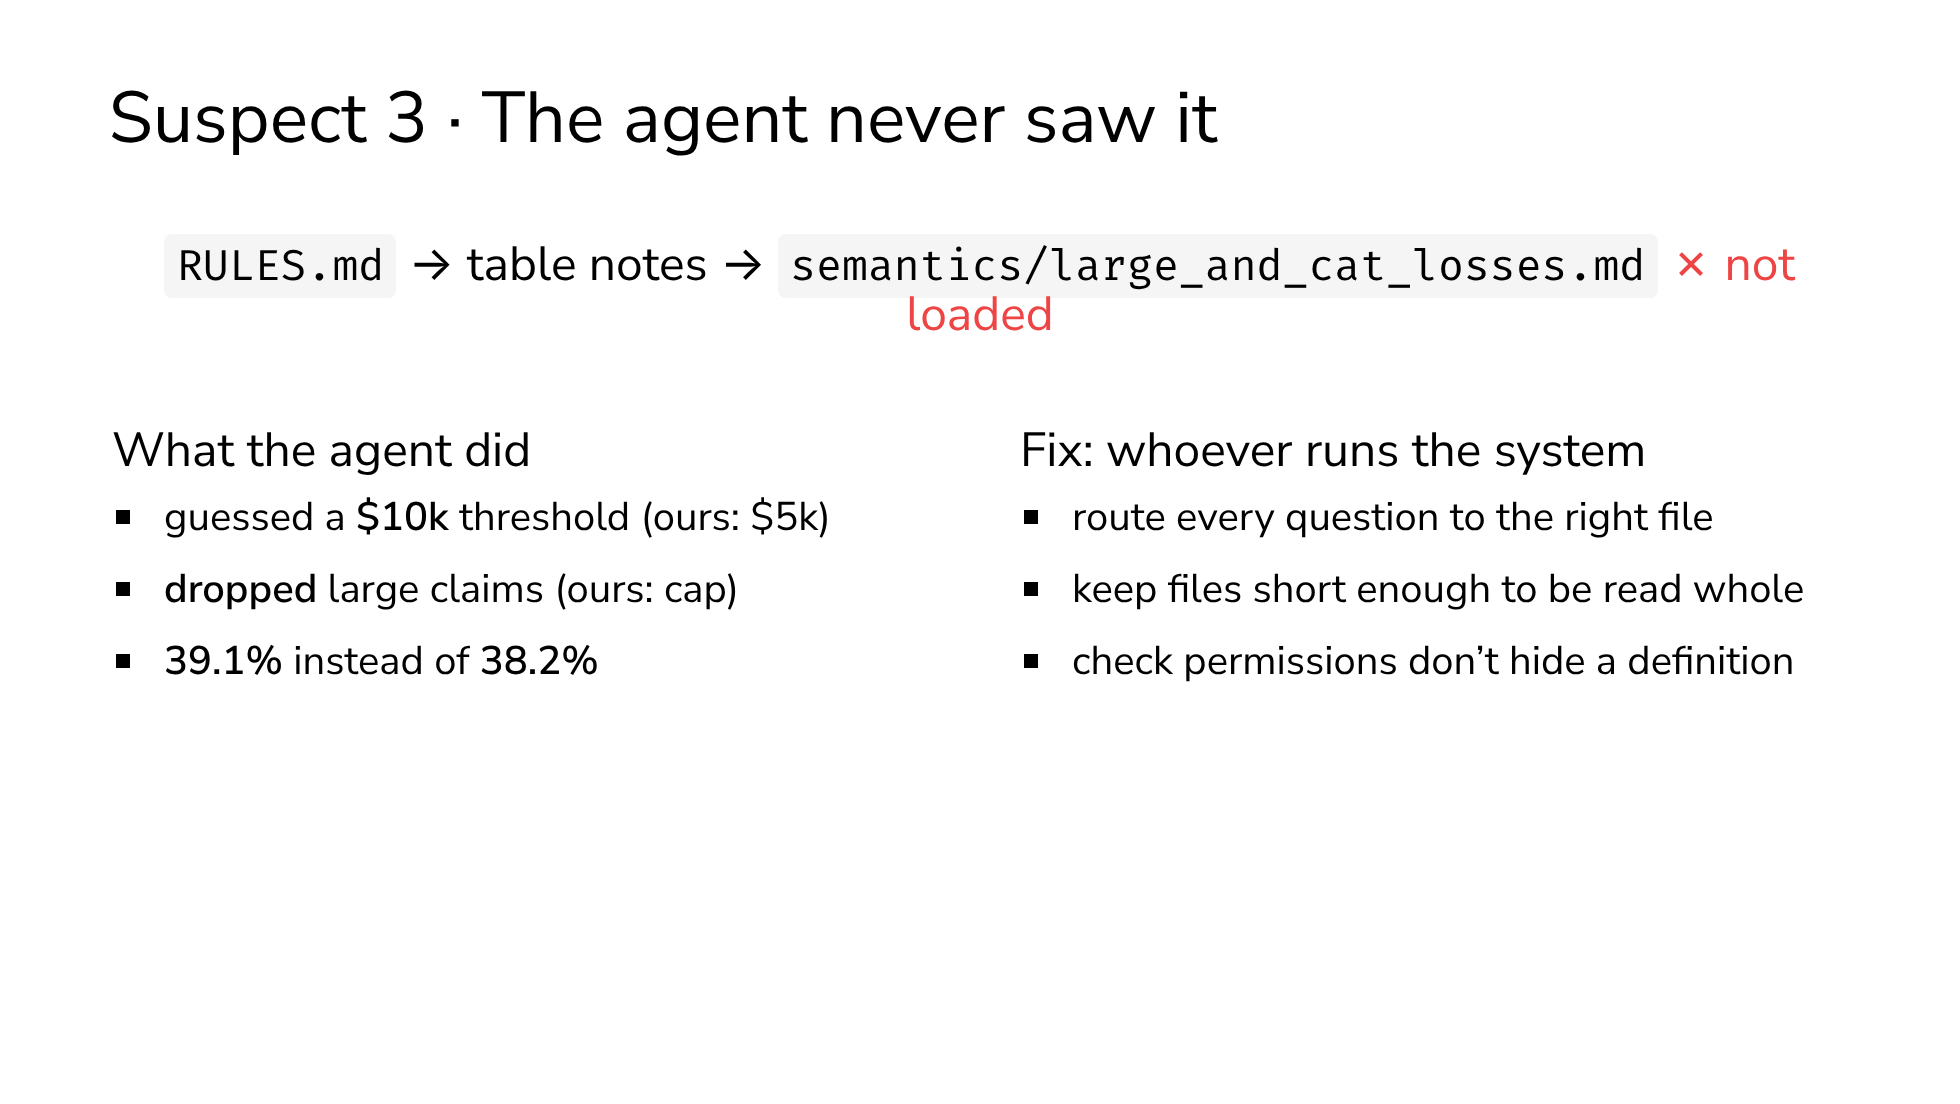 Suspect 3 · The agent never saw it
RULES.md → table notes → semantics/large_and_cat_losses.md × not
loaded
What the agent did
▪ guessed a $10k threshold (ours: $5k)
▪ dropped large claims (ours: cap)
▪ 39.1% instead of 38.2%
Fix: whoever runs the system
▪ route every question to the right file
▪ keep files short enough to be read whole
▪ check permissions don’t hide a definition